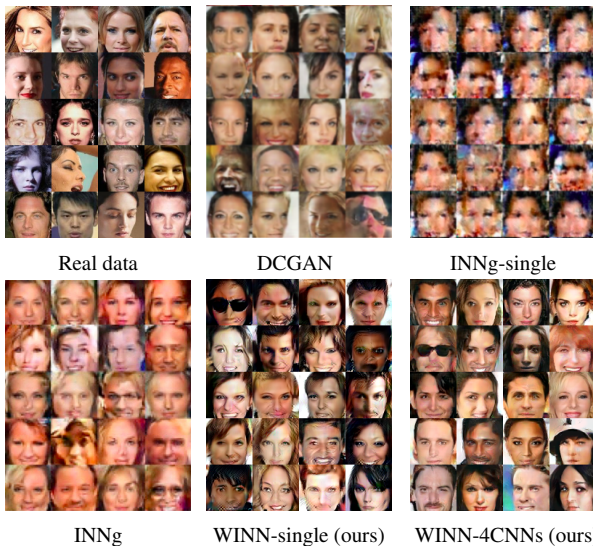 Real data
DCGAN
INNg-single
INNg
WINN-single (ours)
WINN-4CNNs (ours